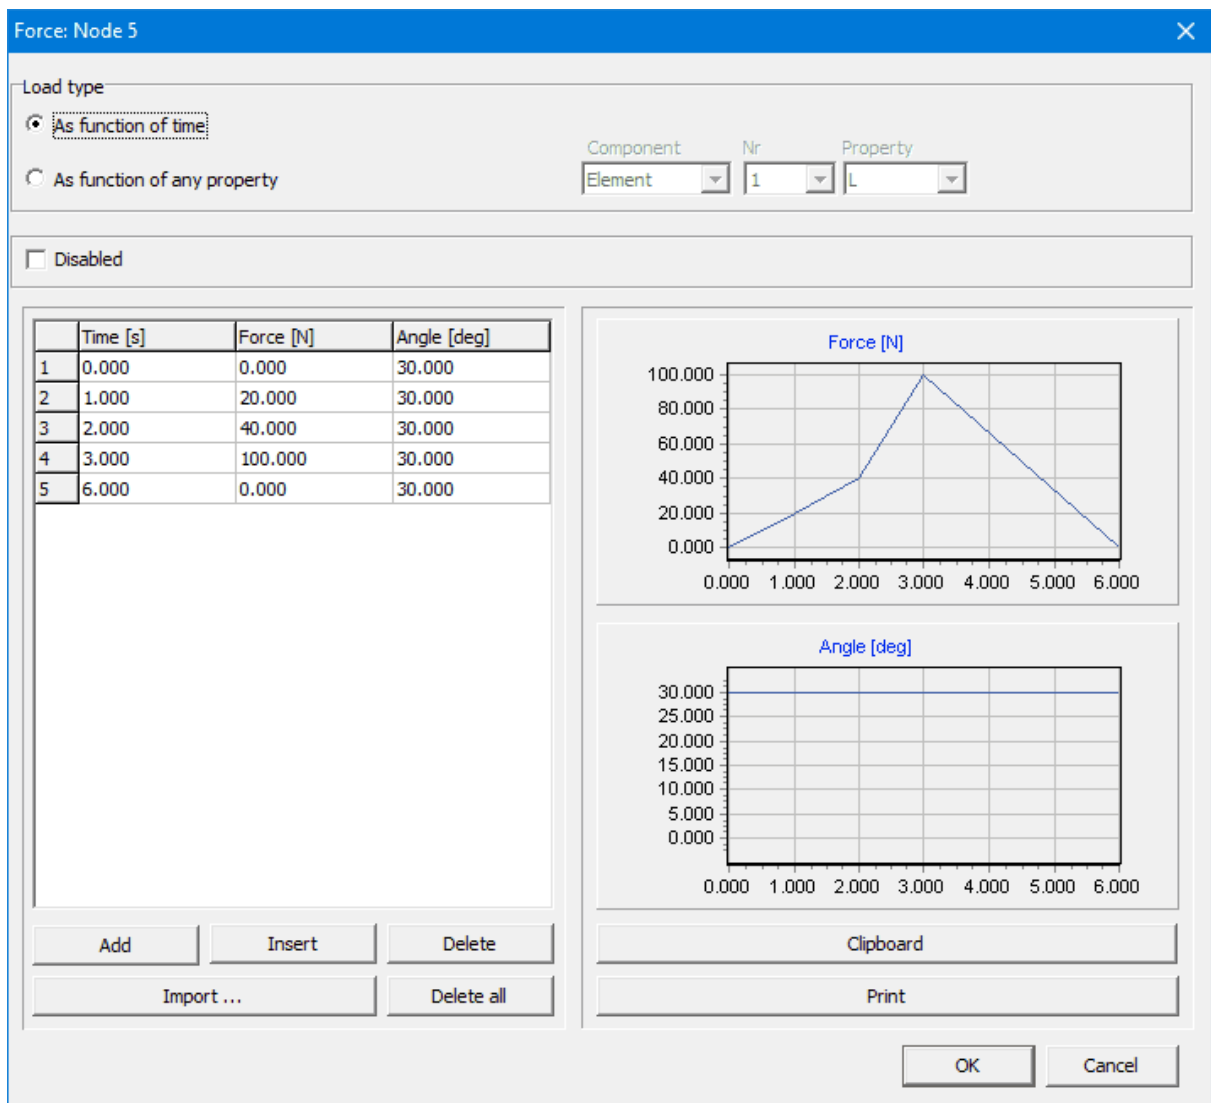 Force: Node 5
Load type
As function of time
Component Nr Property
As function of any property Element 1 L
Disabled
Time [s] Force [N] Angle [deg]
1 0.000 0.000 30.000
2 1.000 20.000 30.000
3 2.000 40.000 30.000
4 3.000 100.000 30.000
5 6.000 0.000 30.000
Force [N]
100.000
80.000
60.000
40.000
20.000
0.000
0.000 1.000 2.000 3.000 4.000 5.000 6.000
Angle [deg]
30.000
25.000
20.000
15.000
10.000
5.000
0.000
0.000 1.000 2.000 3.000 4.000 5.000 6.000
Add Insert Delete
Import ... Delete all
Clipboard
Print
OK Cancel